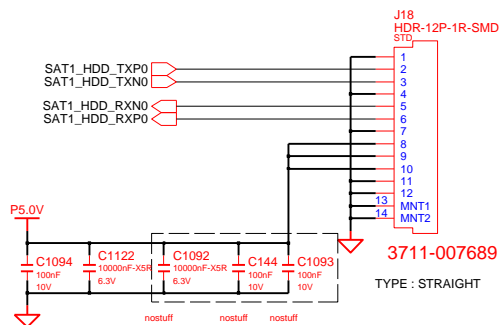 J18
HDR-12P-1R-SMD
STD
1
SAT1_HDD_TXP0 2
SAT1_HDD_TXN0 3
4
SAT1_HDD_RXN0 5
SAT1_HDD_RXP0 6
7
8
9
10
11
12
13 MNT1
14 MNT2
P5.0V
3711-007689
TYPE : STRAIGHT
C1094 C1122 C1092 C144 C1093
100nF 10000nF-X5R 10000nF-X5R 100nF 100nF
10V 6.3V 6.3V 10V 10V
nostuff nostuff nostuff